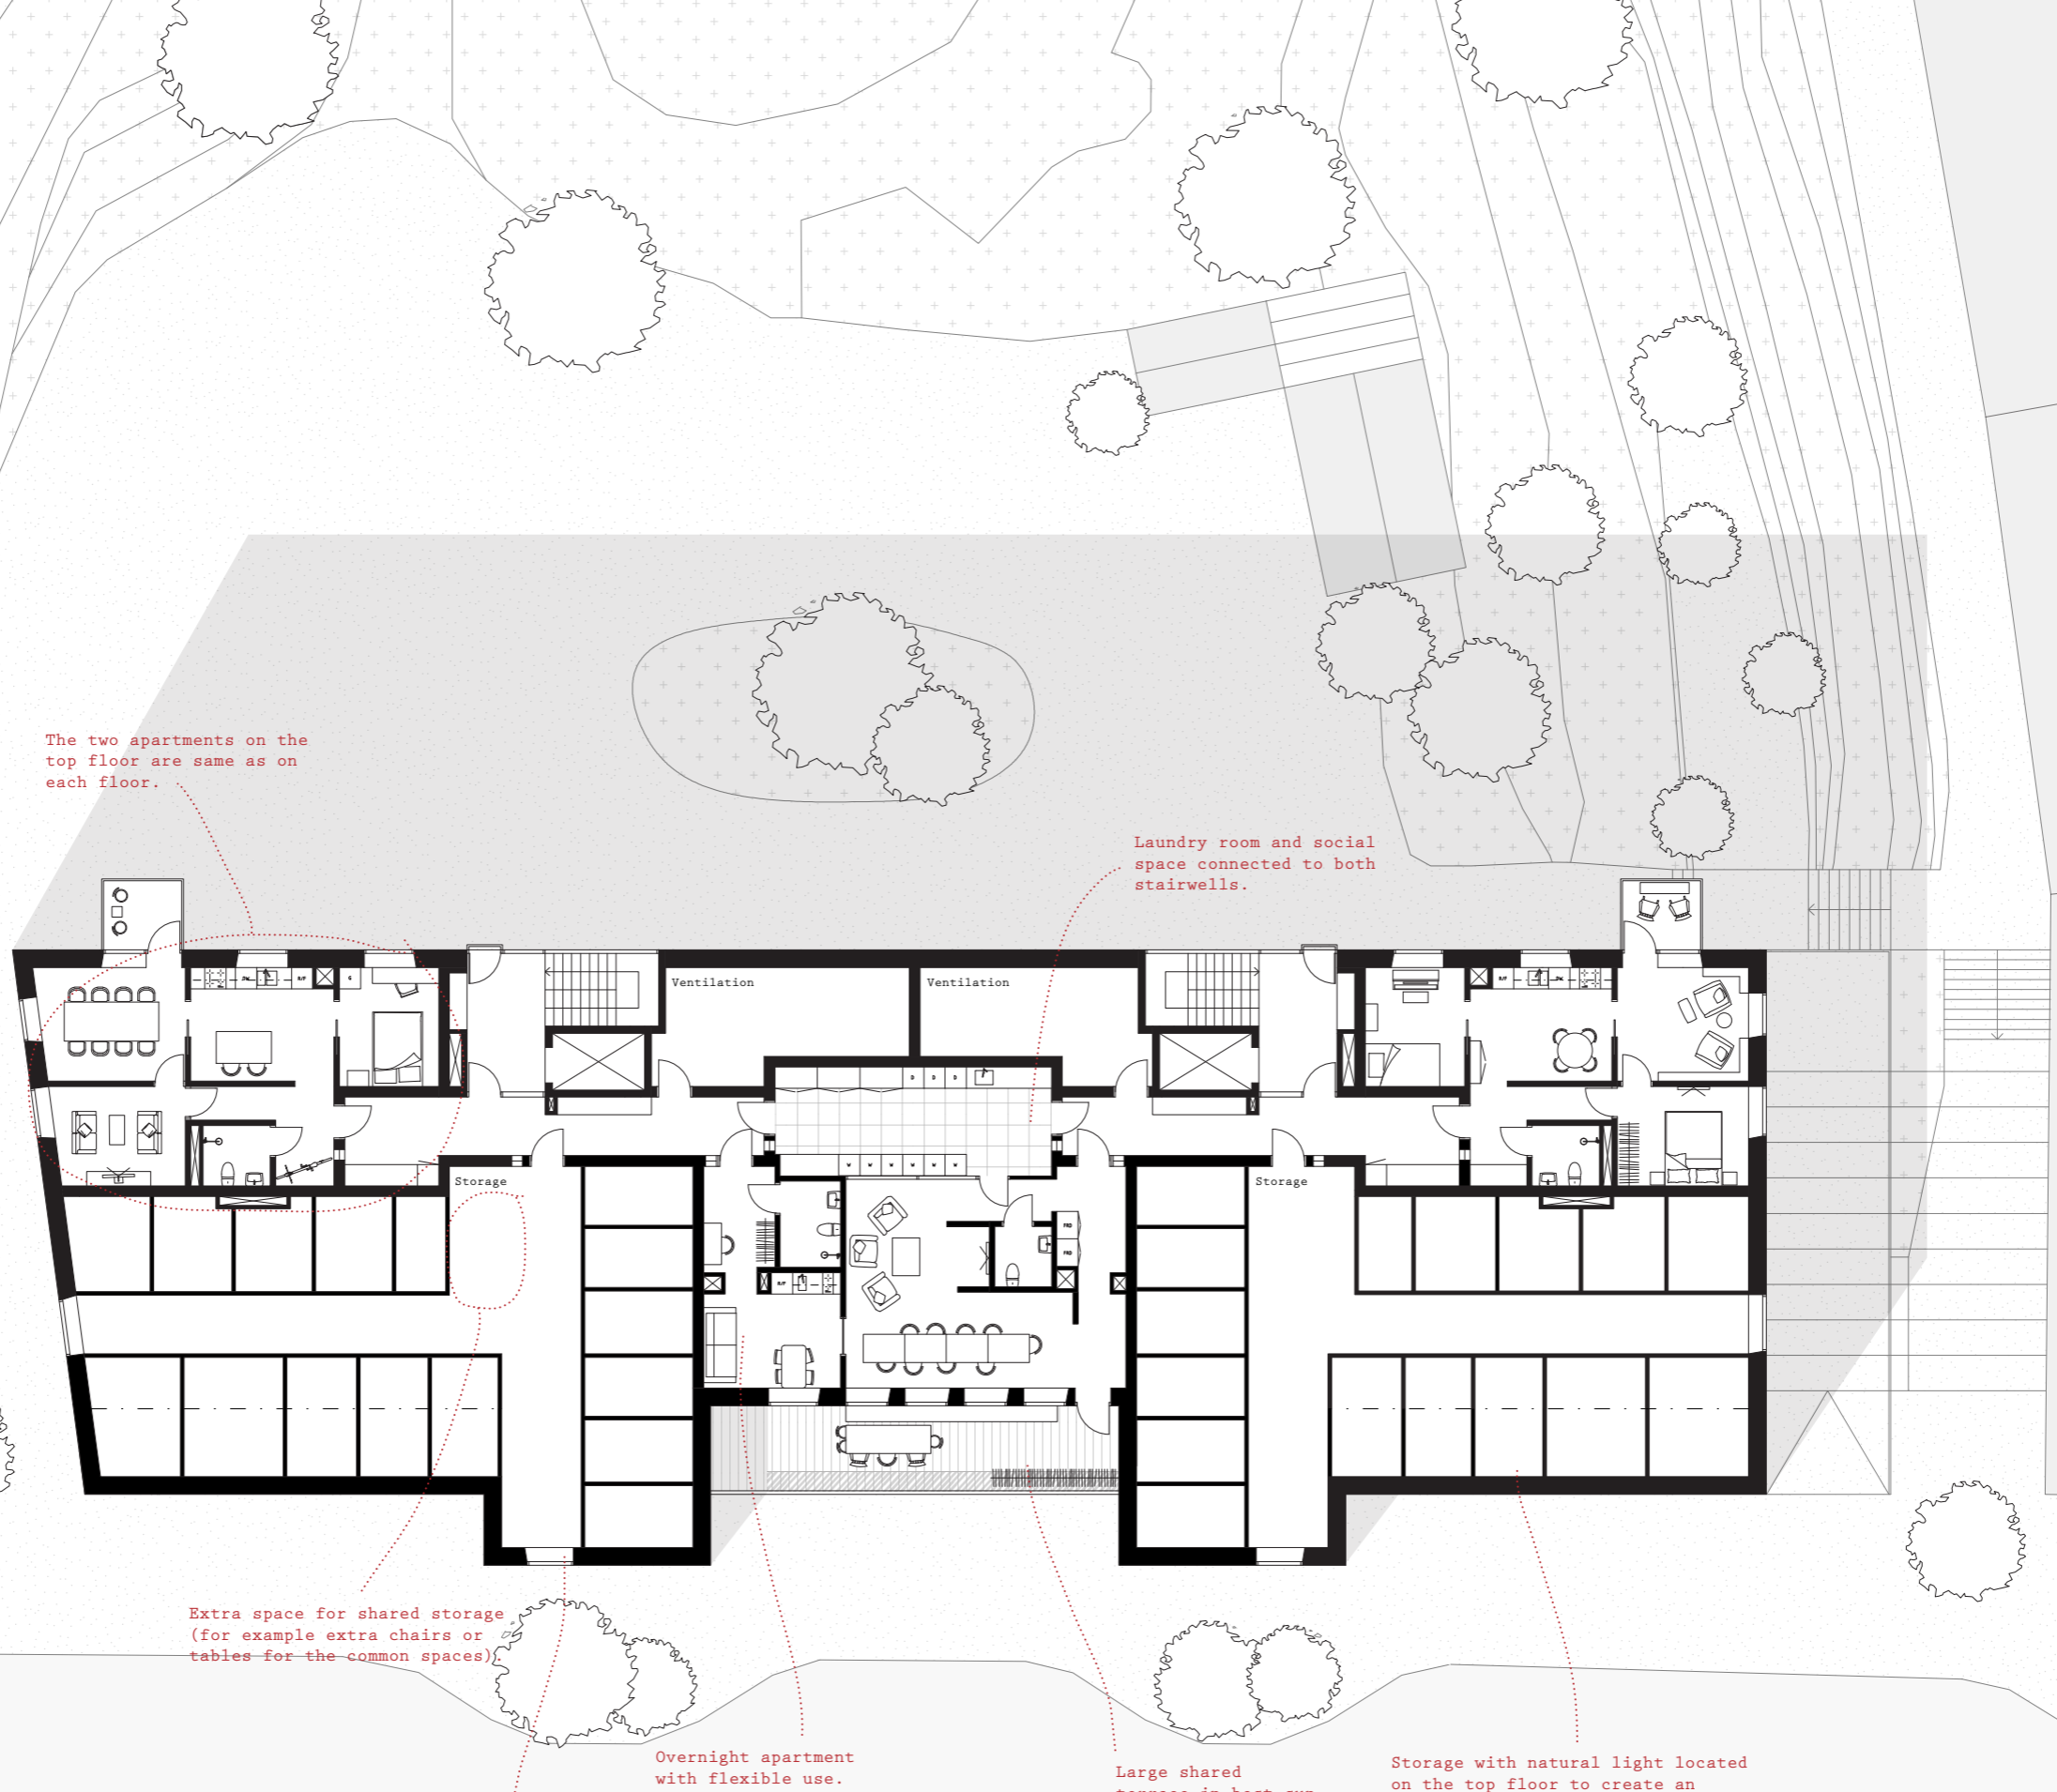 The two apartments on the
top floor are same as on
each floor.
Laundry room and social
space connected to both
stairwells.
Ventilation
Ventilation
Storage
Storage
Extra space for shared storage
(for example extra chairs or
tables for the common spaces).
Overnight apartment
with flexible use.
Large shared
Storage with natural light located
on the top floor to create an